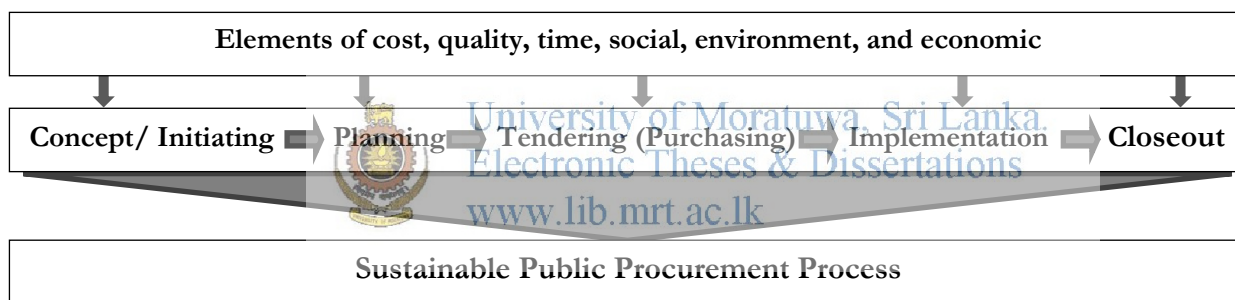 Elements of cost, quality, time, social, environment, and economic
University of Moratuwa, Sri Lanka.
Concept/ Initiating Planning Tendering (Purchasing) Implementation Closeout
Electronic Theses & Dissertations
www.lib.mrt.ac.lk
Sustainable Public Procurement Process